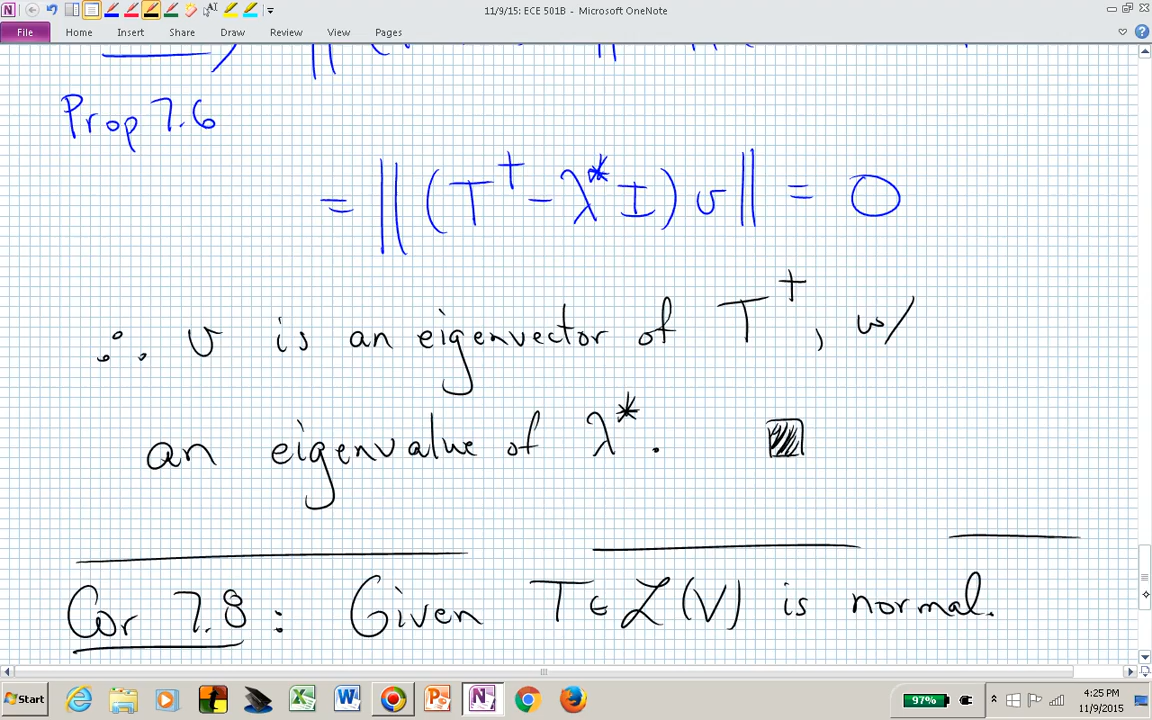 11/9/15: ECE 501B - Microsoft OneNote
File Home Insert Share Draw Review View Pages
Prop 7.6
= ‖(T† - λ* I) v‖ = 0
∴ v is an eigenvector of T†, w/
an eigenvalue of λ*.
Cor 7.8: Given T ∈ ℒ(V) is normal.
Start
97%
4:25 PM
11/9/2015